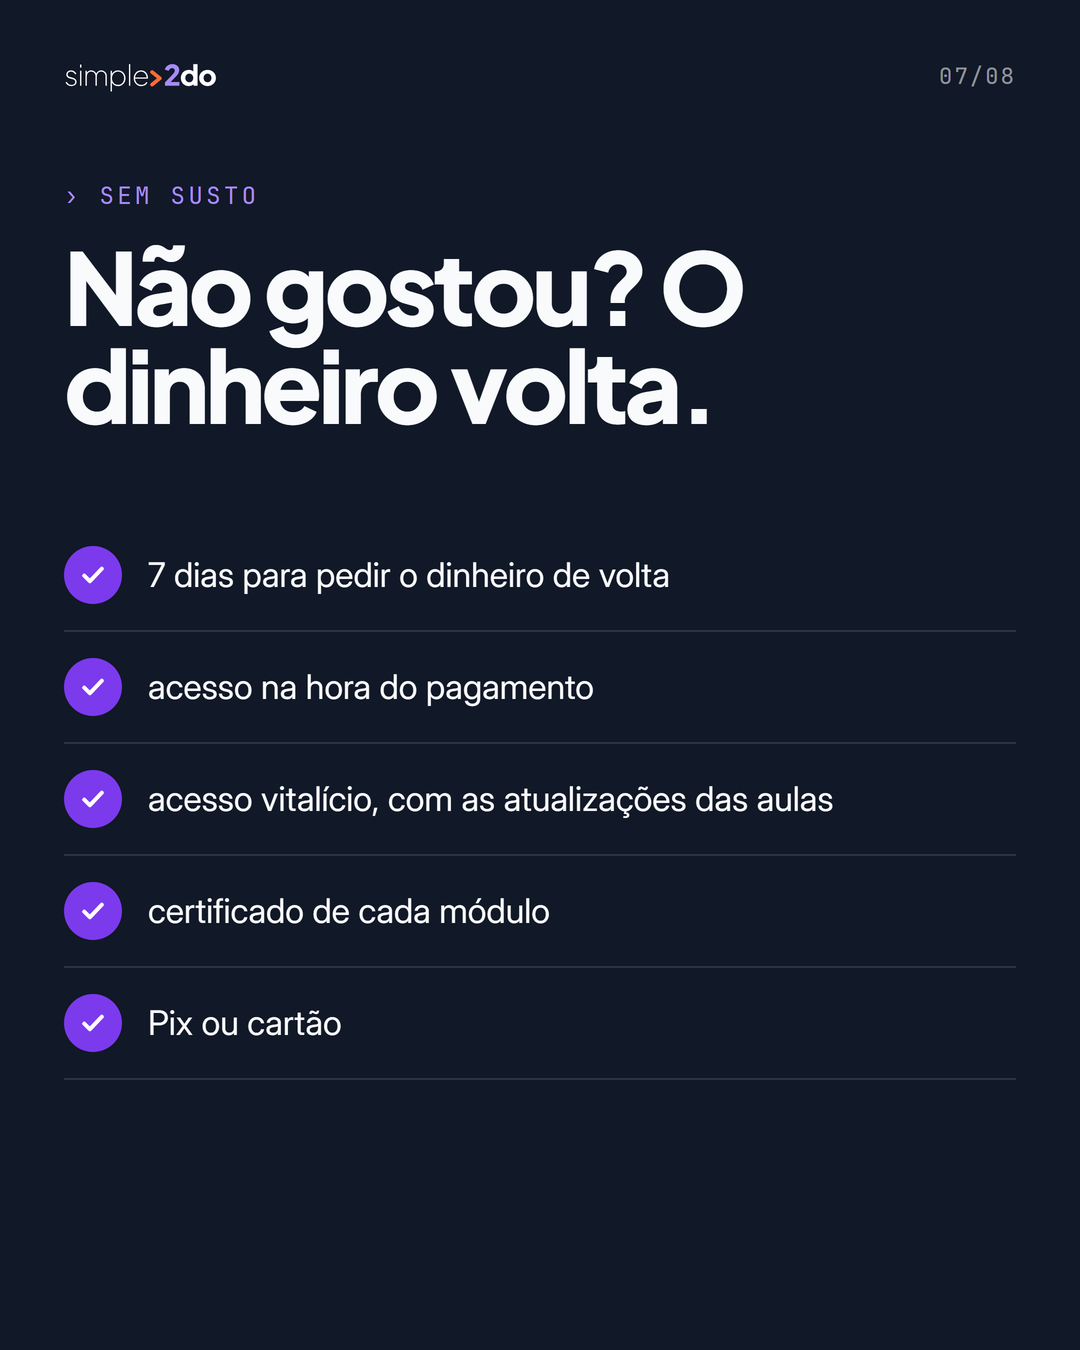 simple>2do
07/08
› SEM SUSTO
Não gostou? O
dinheiro volta.
7 dias para pedir o dinheiro de volta
acesso na hora do pagamento
acesso vitalício, com as atualizações das aulas
certificado de cada módulo
Pix ou cartão